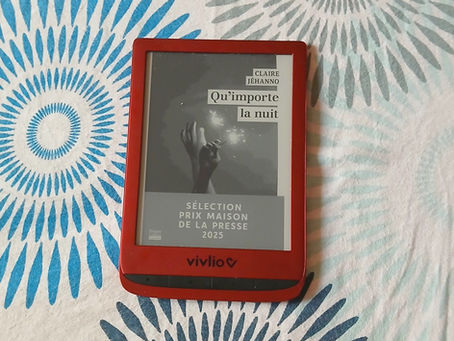 CLAIRE
JÉHANNO
Qu'importe
la nuit
SÉLECTION
PRIX MAISON
DE LA PRESSE
2025
vivlio